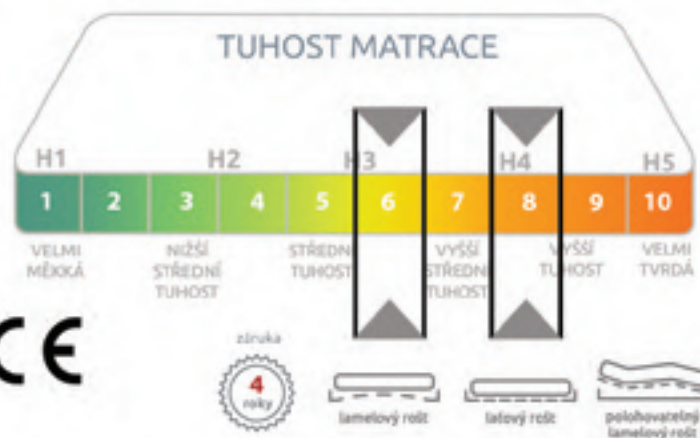 TUHOST MATRACE
H1 H2 H3 H4 H5
1 2 3 4 5 6 7 8 9 10
VELMI MĚKKÁ
NIŽŠÍ STŘEDNÍ TUHOST
STŘEDNÍ TUHOST
VYŠŠÍ STŘEDNÍ TUHOST
VYŠŠÍ TUHOST
VELMI TVRDÁ
CE
záruka
4
roky
lamelový rošt
laťový rošt
polohovatelný
lamelový rošt